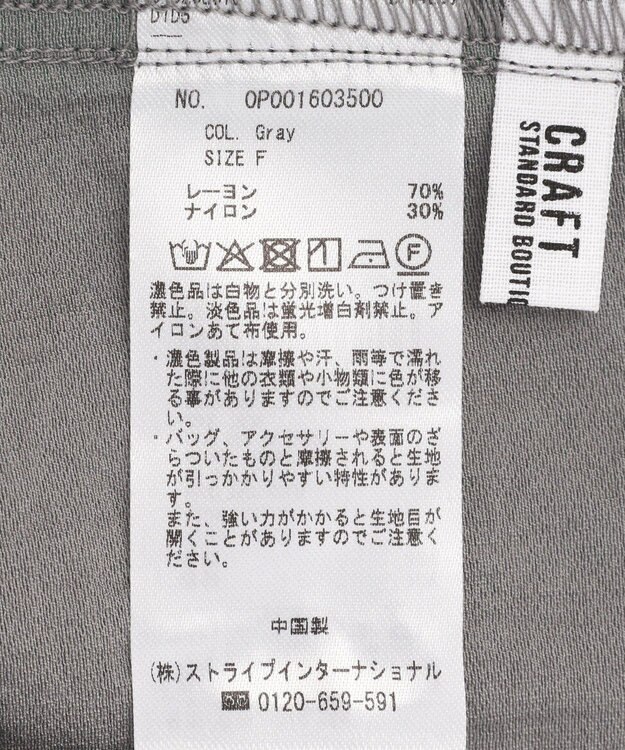 D1D5
NO. OP001603500
COL. Gray
SIZE F
レーヨン 70%
ナイロン 30%
濃色品は白物と分別洗い。つけ置き
禁止。淡色品は蛍光増白剤禁止。ア
イロンあて布使用。
・濃色製品は摩擦や汗、雨等で濡れ
た際に他の衣類や小物類に色が移
る事がありますのでご注意くださ
い。
・バッグ、アクセサリーや表面のざ
らついたものと摩擦されると生地
が引っかかりやすい特性がありま
す。
また、強い力がかかると生地目が
開くことがありますのでご注意く
ださい。
中国製
(株)ストライプインターナショナル
0120-659-591
CRAFT
STANDARD BOUTIQ